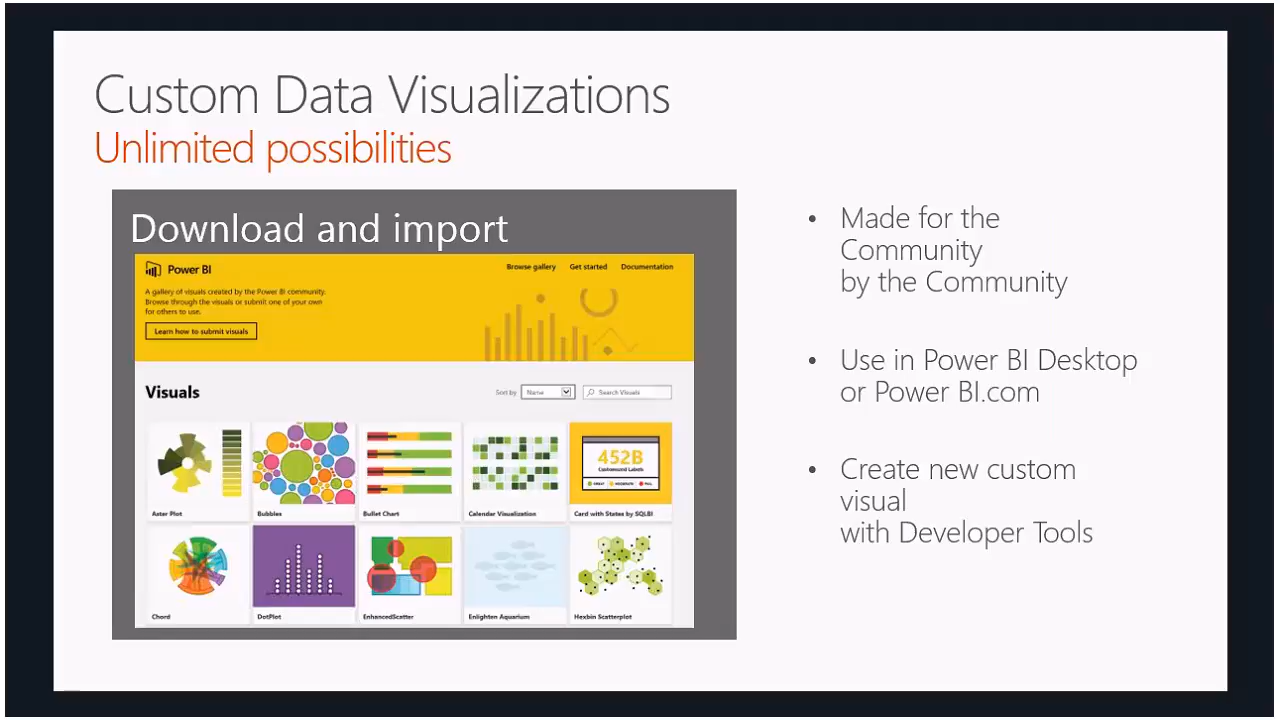 Custom Data Visualizations
Unlimited possibilities
Download and import
Power BI
Browse gallery
Get started
Documentation
A gallery of visuals created by the Power BI community.
Browse through the visuals or submit one of your own
for others to use.
Learn how to submit visuals
Visuals
Sort by
Name
Search Visuals
452B
Customized Labels
Aster Plot
Bubbles
Bullet Chart
Calendar Visualization
Card with States by SQLBI
Chord
DotPlot
EnhancedScatter
Enlighten Aquarium
Hexbin Scatterplot
• Made for the
Community
by the Community
• Use in Power BI Desktop
or Power BI.com
• Create new custom
visual
with Developer Tools